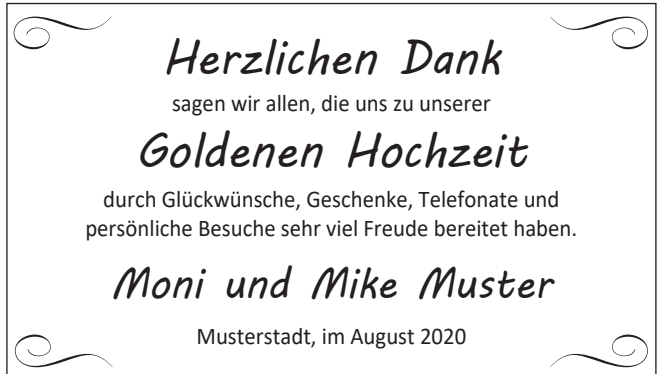 Herzlichen Dank
sagen wir allen, die uns zu unserer
Goldenen Hochzeit
durch Glückwünsche, Geschenke, Telefonate und
persönliche Besuche sehr viel Freude bereitet haben.
Moni und Mike Muster
Musterstadt, im August 2020